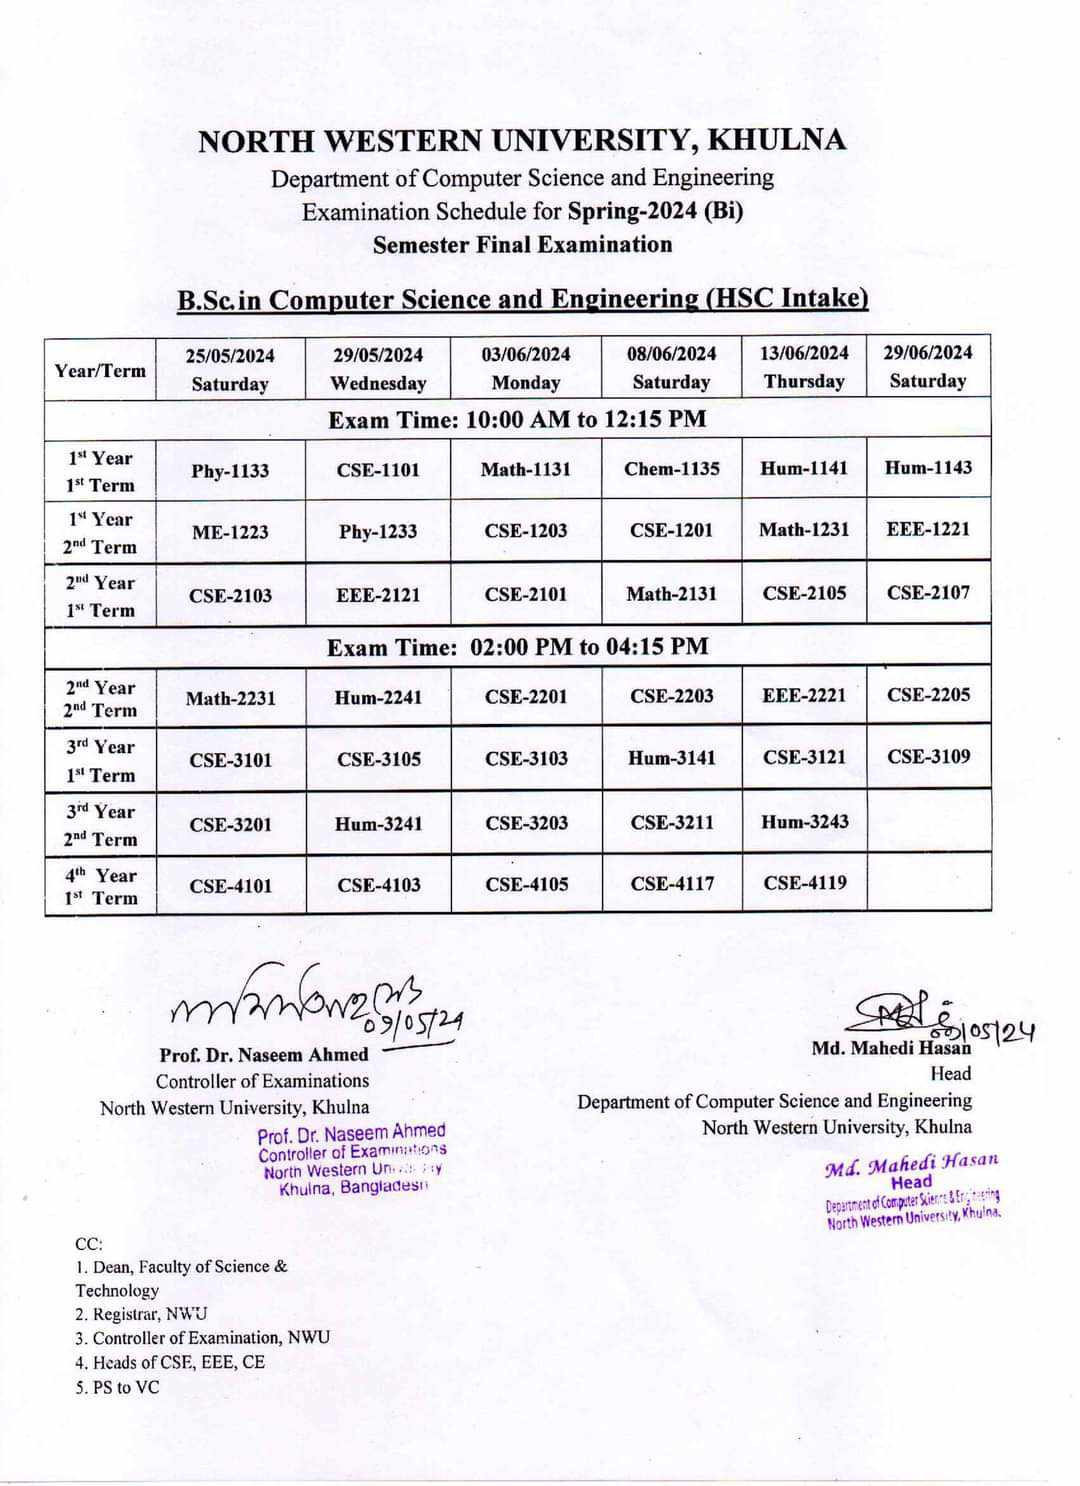 NORTH WESTERN UNIVERSITY, KHULNA
Department of Computer Science and Engineering
Examination Schedule for Spring-2024 (Bi)
Semester Final Examination
B.Sc.in Computer Science and Engineering (HSC Intake)
Year/Term 25/05/2024 Saturday 29/05/2024 Wednesday 03/06/2024 Monday 08/06/2024 Saturday 13/06/2024 Thursday 29/06/2024 Saturday
Exam Time: 10:00 AM to 12:15 PM
1st Year 1st Term Phy-1133 CSE-1101 Math-1131 Chem-1135 Hum-1141 Hum-1143
1st Year 2nd Term ME-1223 Phy-1233 CSE-1203 CSE-1201 Math-1231 EEE-1221
2nd Year 1st Term CSE-2103 EEE-2121 CSE-2101 Math-2131 CSE-2105 CSE-2107
Exam Time: 02:00 PM to 04:15 PM
2nd Year 2nd Term Math-2231 Hum-2241 CSE-2201 CSE-2203 EEE-2221 CSE-2205
3rd Year 1st Term CSE-3101 CSE-3105 CSE-3103 Hum-3141 CSE-3121 CSE-3109
3rd Year 2nd Term CSE-3201 Hum-3241 CSE-3203 CSE-3211 Hum-3243
4th Year 1st Term CSE-4101 CSE-4103 CSE-4105 CSE-4117 CSE-4119
09/05/24
Prof. Dr. Naseem Ahmed
Controller of Examinations
North Western University, Khulna
Prof. Dr. Naseem Ahmed
Controller of Examinations
North Western University
Khulna, Bangladesh
/05/24
Md. Mahedi Hasan
Head
Department of Computer Science and Engineering
North Western University, Khulna
Md. Mahedi Hasan
Head
Department of Computer Science & Engineering
North Western University, Khulna.
CC:
1. Dean, Faculty of Science &
Technology
2. Registrar, NWU
3. Controller of Examination, NWU
4. Heads of CSE, EEE, CE
5. PS to VC